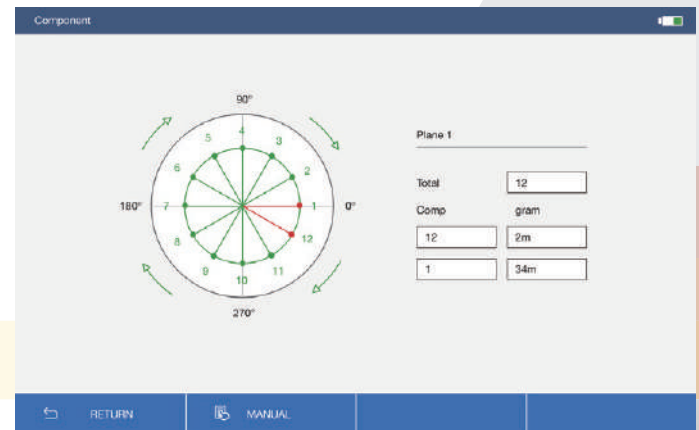 Component
90°
5 4 3
6 2
180° 7 1 0°
8 12
9 10 11
270°
Plane 1
Total 12
Comp gram
12 2m
1 34m
RETURN MANUAL